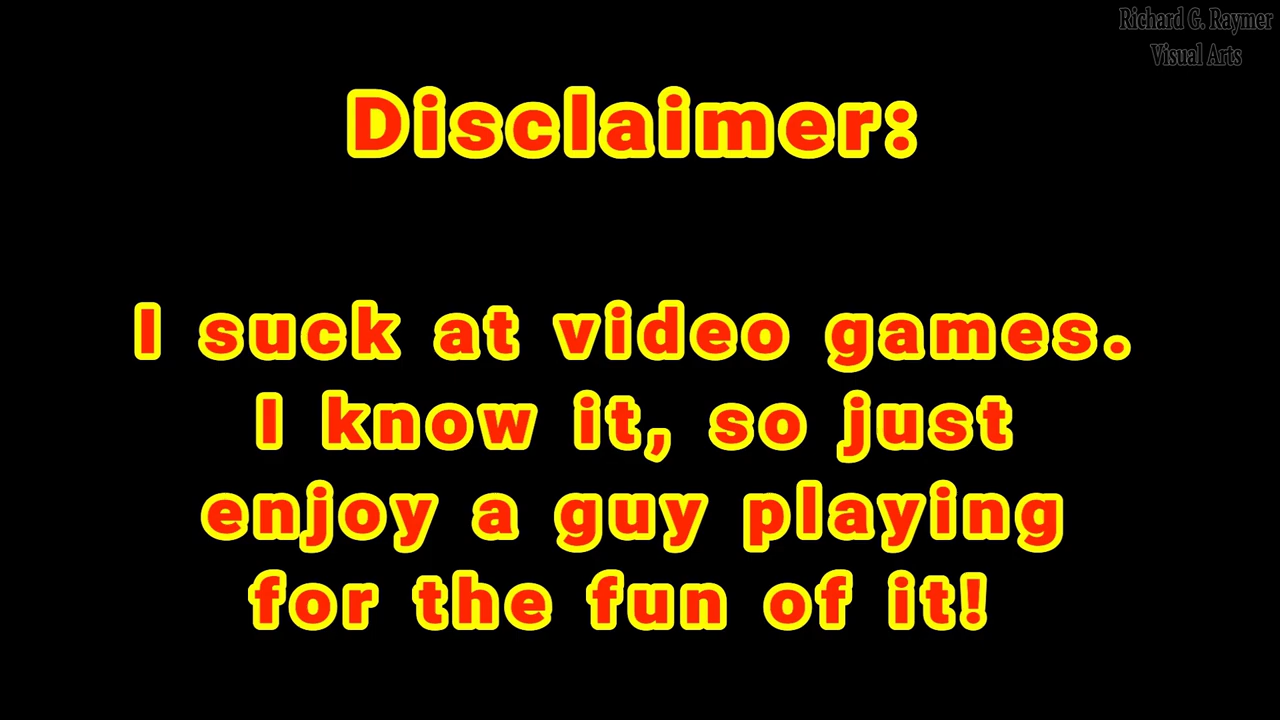 Richard G. Raymer
Visual Arts
Disclaimer:
I suck at video games.
I know it, so just
enjoy a guy playing
for the fun of it!